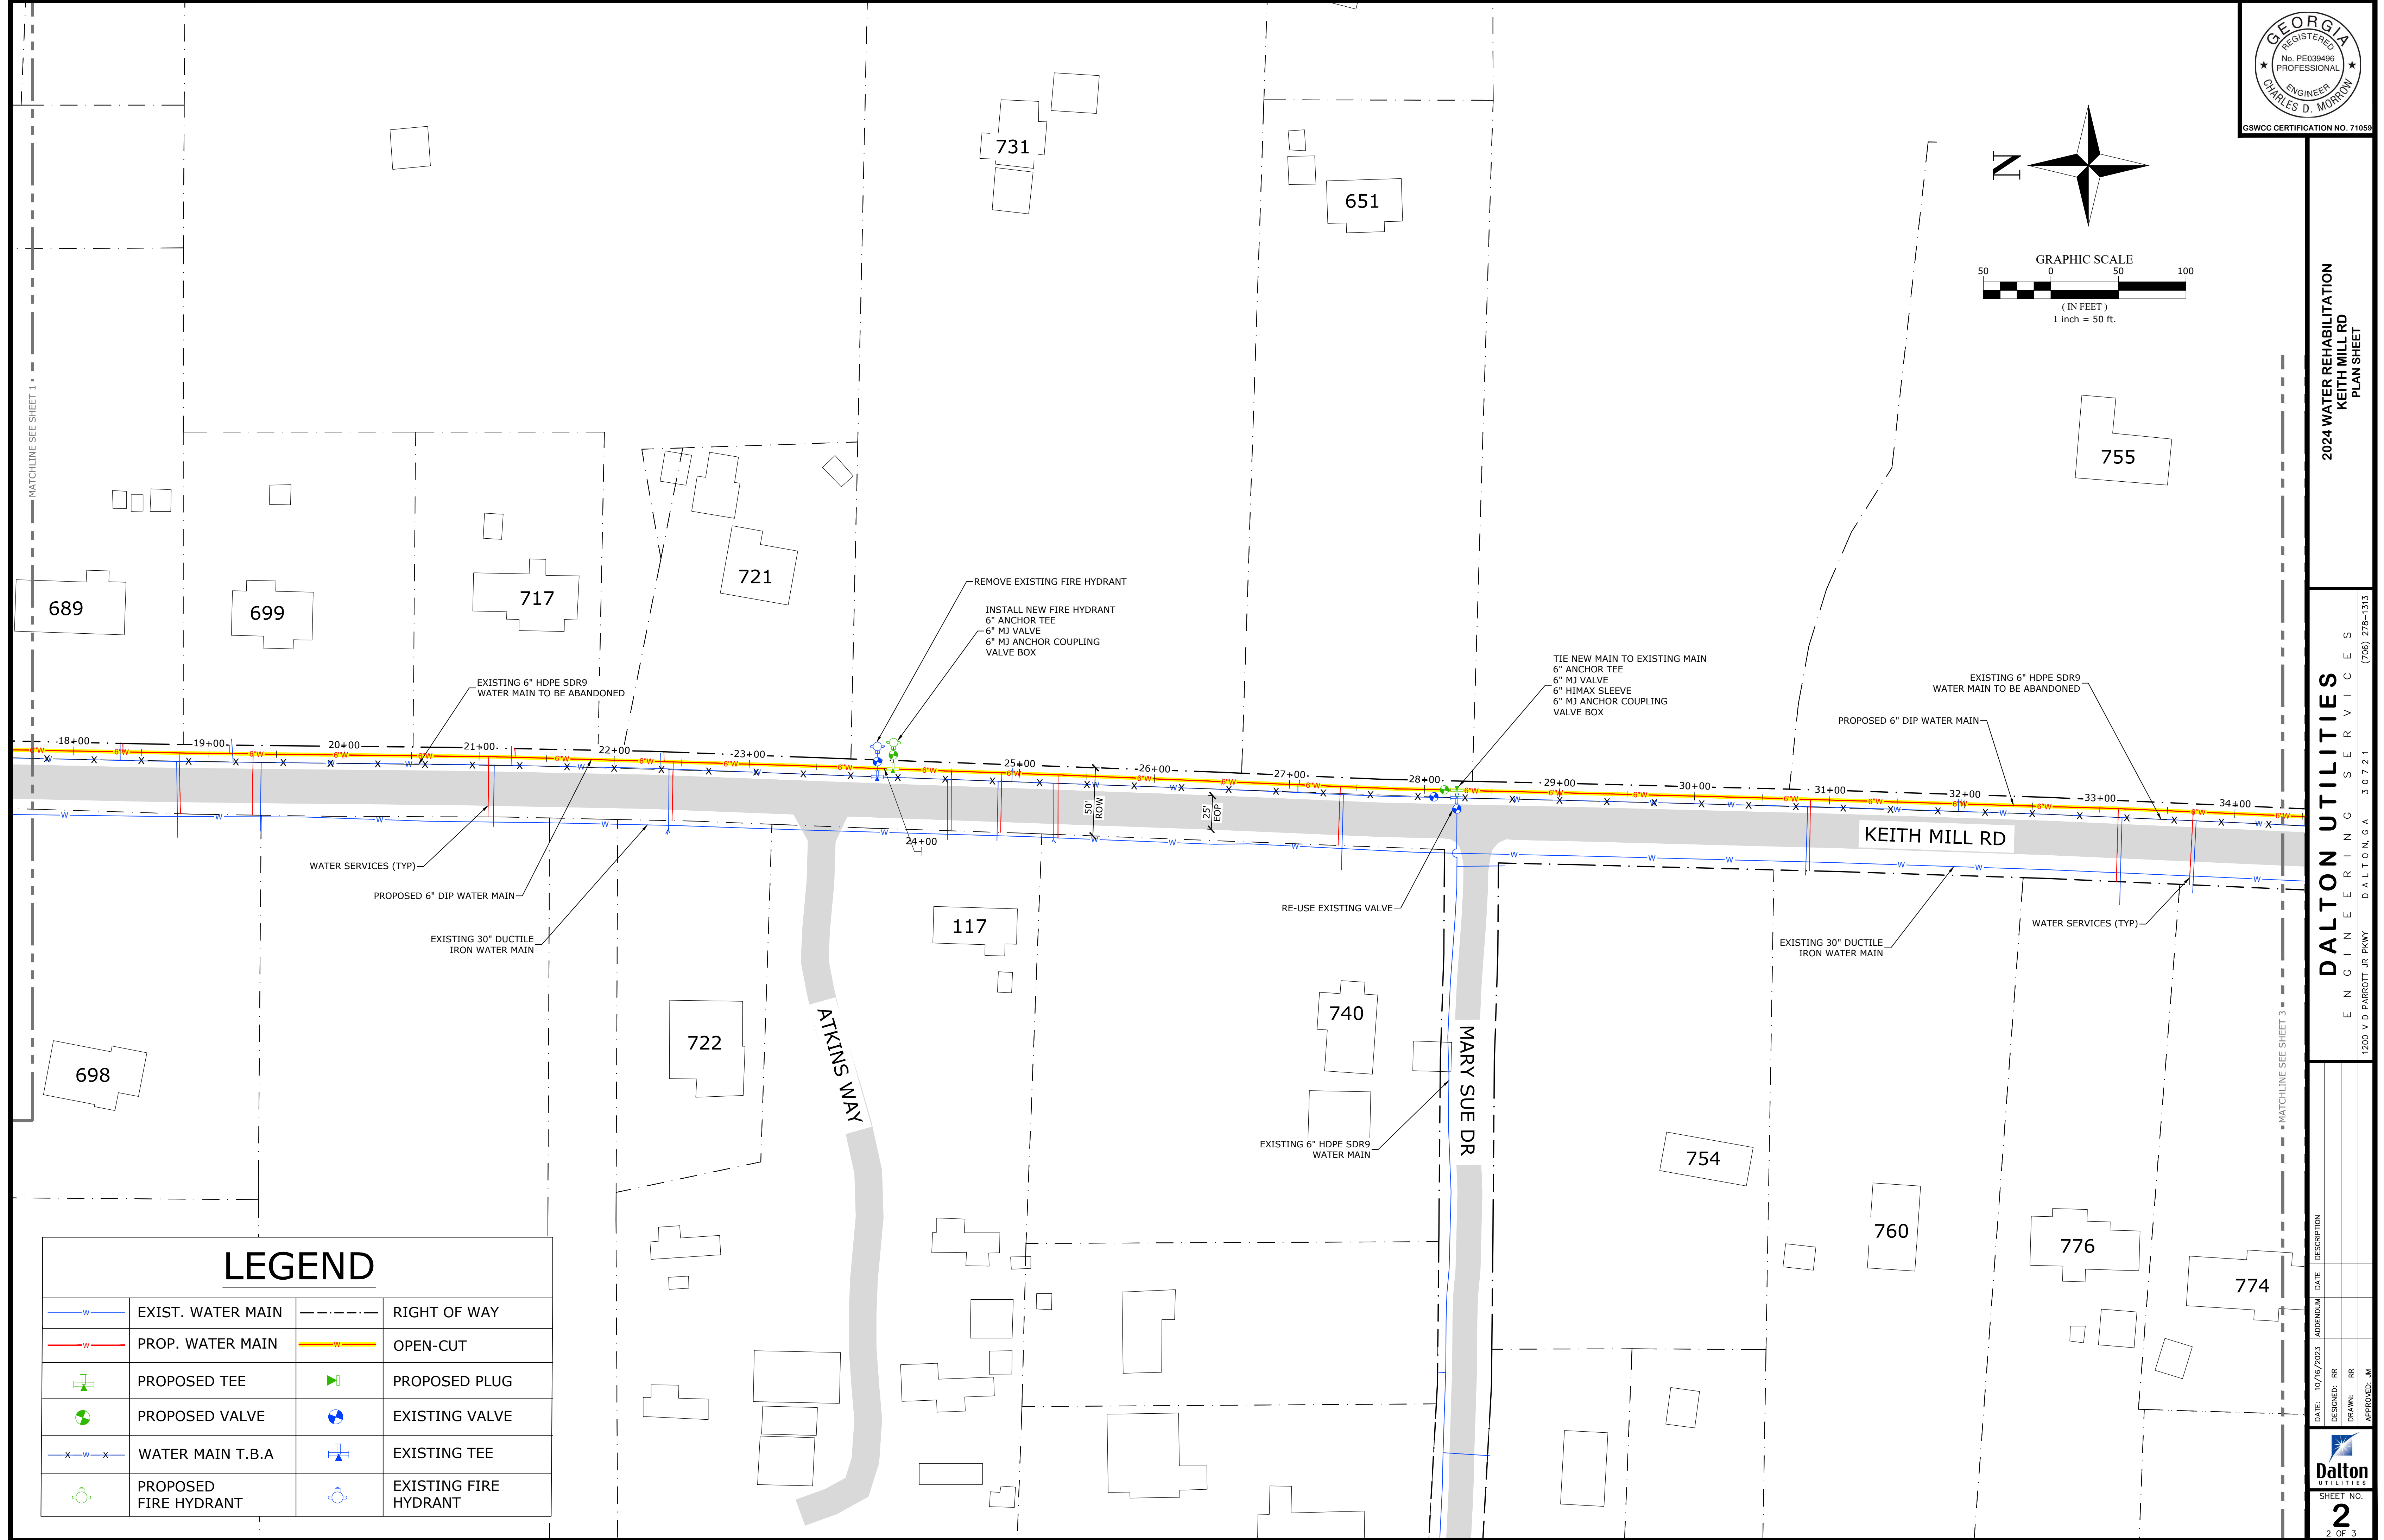 GEORGIA
REGISTERED
No. PE039496
PROFESSIONAL
ENGINEER
CHARLES D. MORROW
GSWCC CERTIFICATION NO. 71059
N
GRAPHIC SCALE
50 0 50 100
( IN FEET )
1 inch = 50 ft.
2024 WATER REHABILITATION
KEITH MILL RD
PLAN SHEET
DALTON UTILITIES
ENGINEERING SERVICES
1200 V D PARROTT JR PKWY DALTON, GA 30721 (706) 278-1313
MATCHLINE SEE SHEET 1
731
651
755
689
699
717
721
REMOVE EXISTING FIRE HYDRANT
INSTALL NEW FIRE HYDRANT
6" ANCHOR TEE
6" MJ VALVE
6" MJ ANCHOR COUPLING
VALVE BOX
EXISTING 6" HDPE SDR9
WATER MAIN TO BE ABANDONED
TIE NEW MAIN TO EXISTING MAIN
6" ANCHOR TEE
6" MJ VALVE
6" HIMAX SLEEVE
6" MJ ANCHOR COUPLING
VALVE BOX
EXISTING 6" HDPE SDR9
WATER MAIN TO BE ABANDONED
PROPOSED 6" DIP WATER MAIN
18+00 19+00 20+00 21+00 22+00 23+00 24+00 25+00 26+00 27+00 28+00 29+00 30+00 31+00 32+00 33+00 34+00
6"W
50'
ROW
25'
EOP
KEITH MILL RD
WATER SERVICES (TYP)
PROPOSED 6" DIP WATER MAIN
EXISTING 30" DUCTILE
IRON WATER MAIN
RE-USE EXISTING VALVE
WATER SERVICES (TYP)
EXISTING 30" DUCTILE
IRON WATER MAIN
117
698
722
ATKINS WAY
740
MARY SUE DR
EXISTING 6" HDPE SDR9
WATER MAIN
754
760
776
774
MATCHLINE SEE SHEET 3
LEGEND
W EXIST. WATER MAIN
RIGHT OF WAY
W PROP. WATER MAIN
W OPEN-CUT
PROPOSED TEE
PROPOSED PLUG
PROPOSED VALVE
EXISTING VALVE
X W X WATER MAIN T.B.A
EXISTING TEE
PROPOSED
FIRE HYDRANT
EXISTING FIRE
HYDRANT
DATE: 10/16/2023 ADDENDUM DATE DESCRIPTION
DESIGNED: RR
DRAWN: RR
APPROVED: JM
Dalton
UTILITIES
SHEET NO.
2
2 OF 3